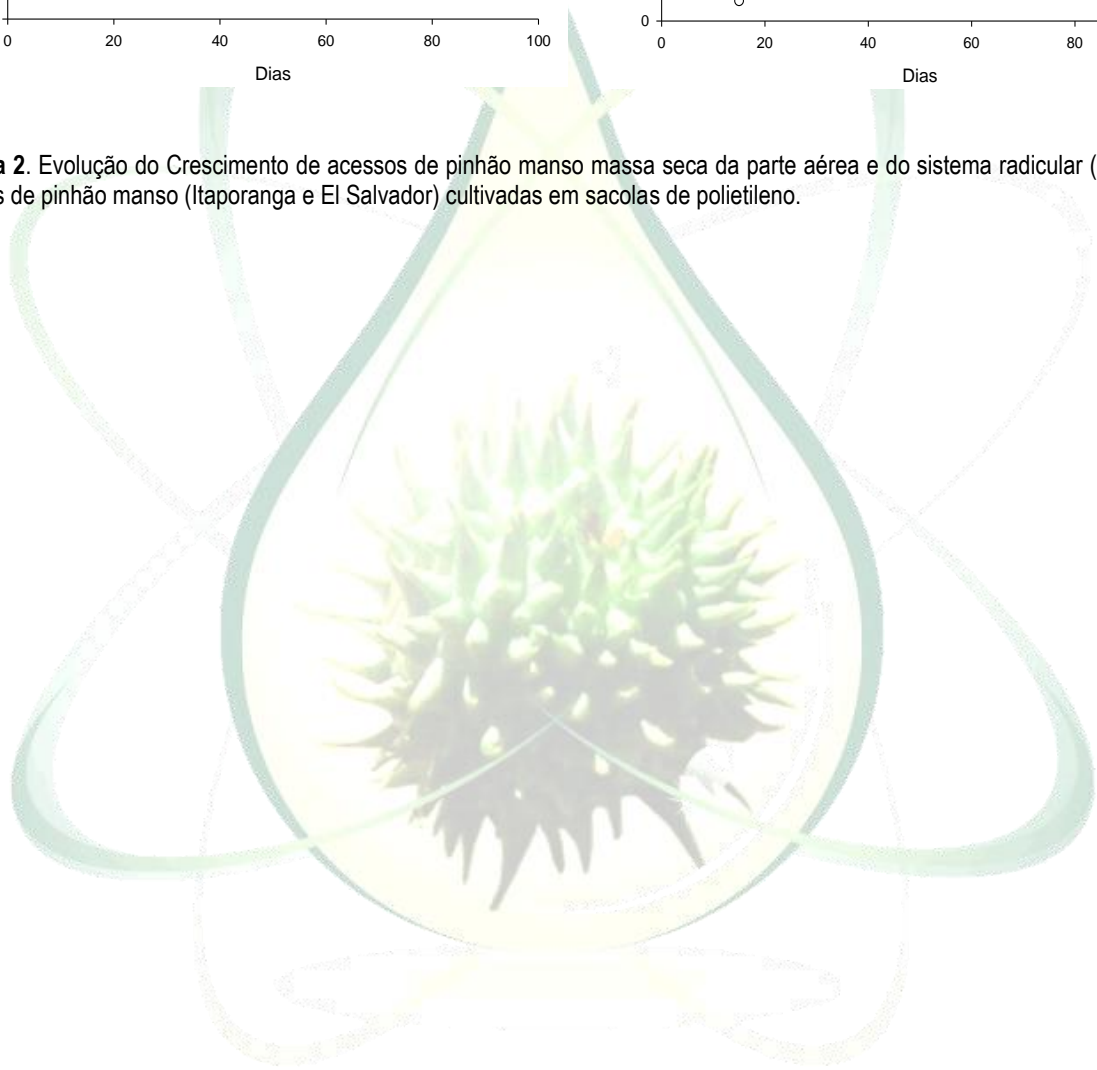 0 20 40 60 80 100
Dias
0
0 20 40 60 80
Dias
a 2. Evolução do Crescimento de acessos de pinhão manso massa seca da parte aérea e do sistema radicular (
s de pinhão manso (Itaporanga e El Salvador) cultivadas em sacolas de polietileno.